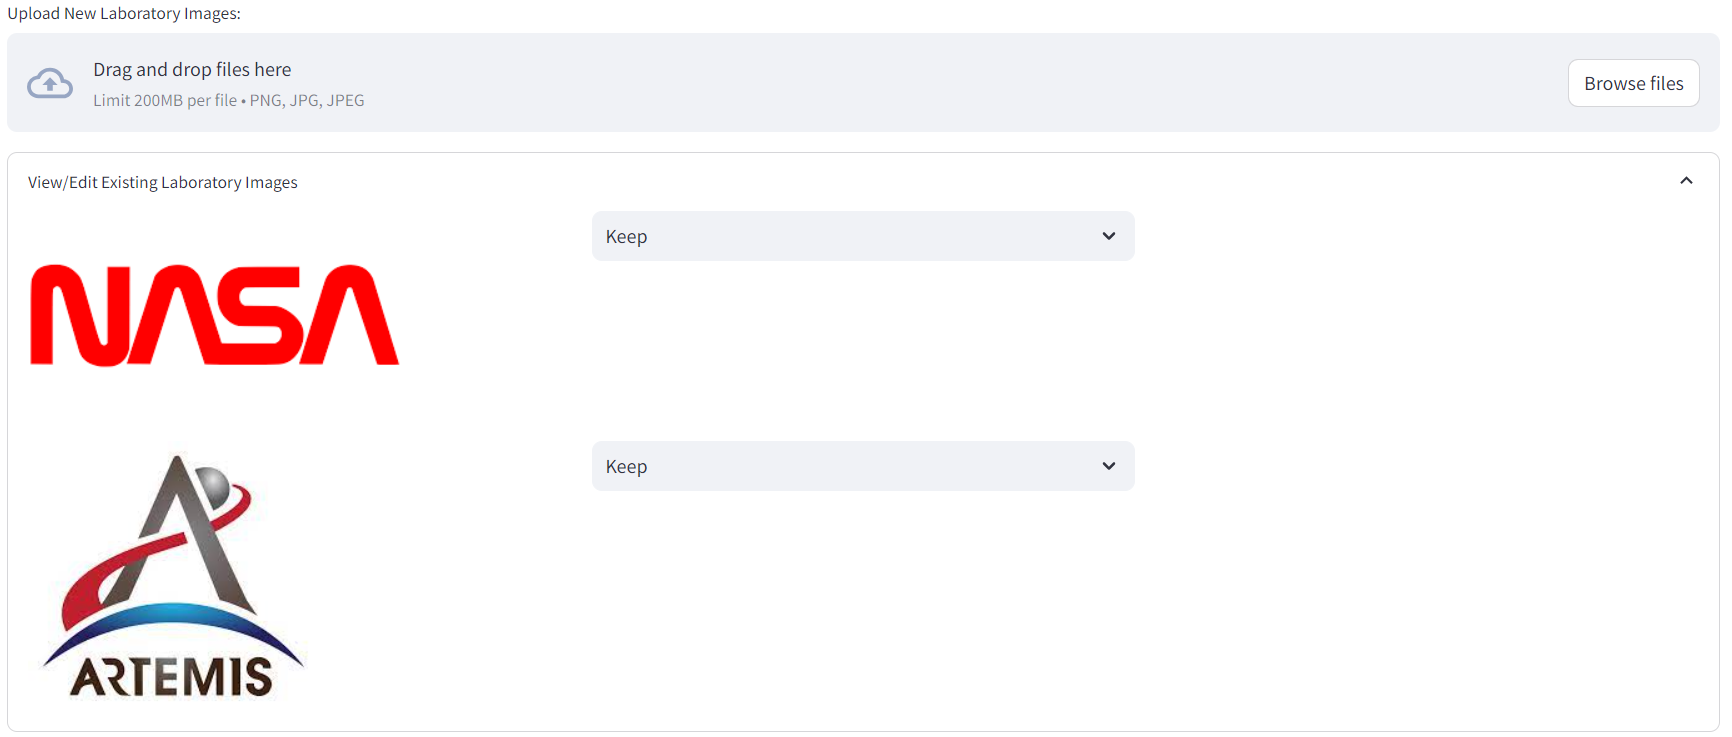 Upload New Laboratory Images:
Drag and drop files here
Limit 200MB per file • PNG, JPG, JPEG
Browse files
View/Edit Existing Laboratory Images
Keep
NASA
Keep
ARTEMIS